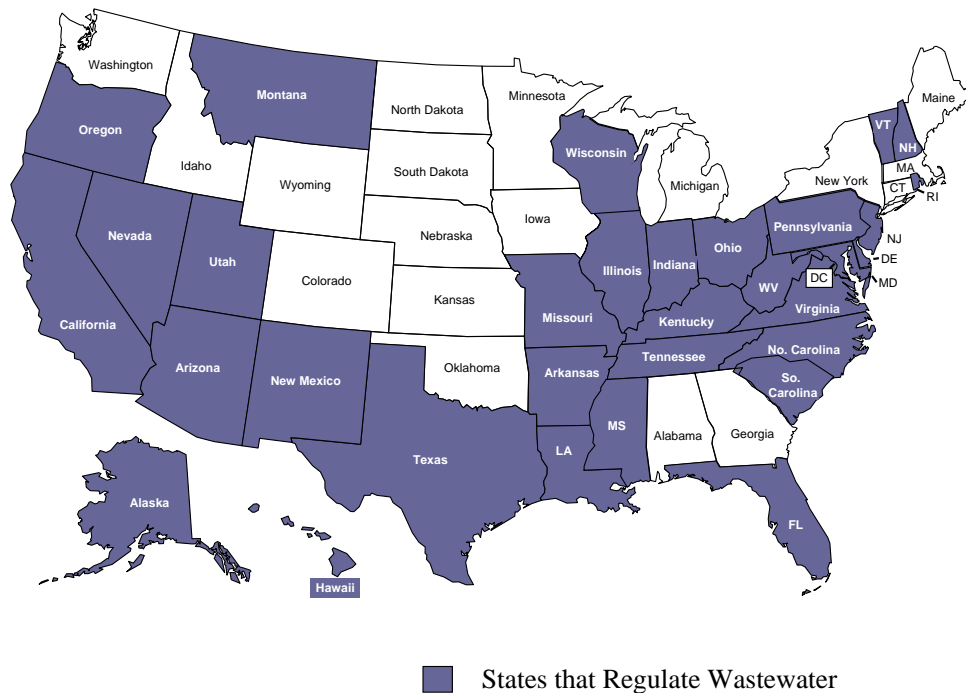 Washington
Montana
North Dakota
Minnesota
Maine
Oregon
VT
NH
Idaho
Wisconsin
South Dakota
MA
Wyoming
Michigan
New York
CT
RI
Iowa
Nebraska
Pennsylvania
NJ
Nevada
Utah
Ohio
Illinois
Indiana
DE
Colorado
Kansas
WV
DC
MD
California
Missouri
Kentucky
Virginia
Arizona
New Mexico
Oklahoma
Arkansas
Tennessee
No. Carolina
So.
Carolina
Texas
LA
MS
Alabama
Georgia
Alaska
FL
Hawaii
States that Regulate Wastewater